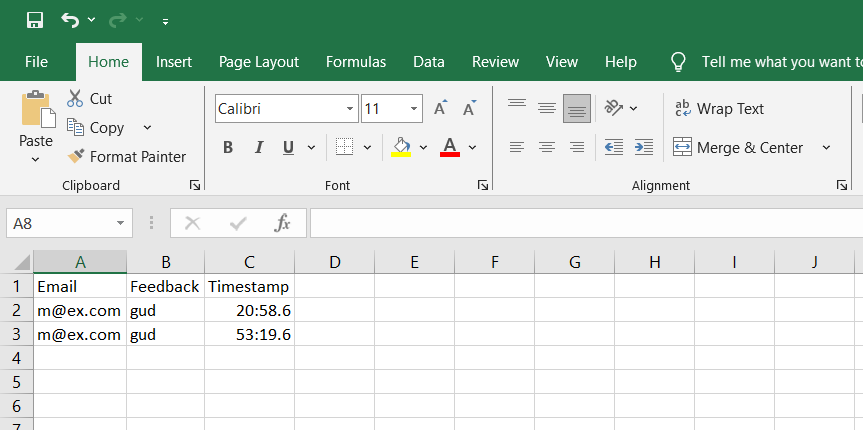 File Home Insert Page Layout Formulas Data Review View Help Tell me what you want to
Cut
Copy
Paste
Format Painter
Clipboard
Calibri 11 A A
B I U A
Font
ab Wrap Text
Merge & Center
Alignment
A8 fx
A B C D E F G H I J
1 Email Feedback Timestamp
2 m@ex.com gud 20:58.6
3 m@ex.com gud 53:19.6
4
5
6
7